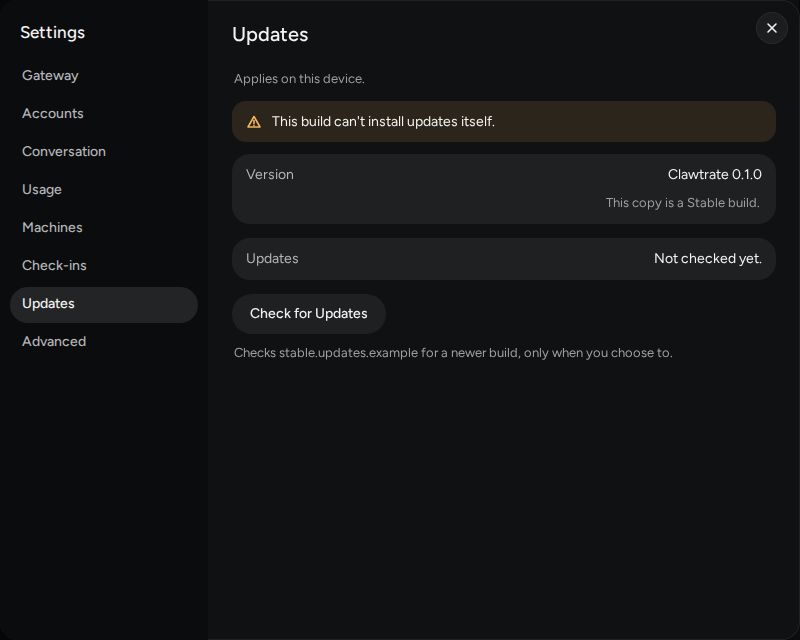 Settings
Gateway
Accounts
Conversation
Usage
Machines
Check-ins
Updates
Advanced
Updates
Applies on this device.
This build can't install updates itself.
Version
Clawtrate 0.1.0
This copy is a Stable build.
Updates
Not checked yet.
Check for Updates
Checks stable.updates.example for a newer build, only when you choose to.